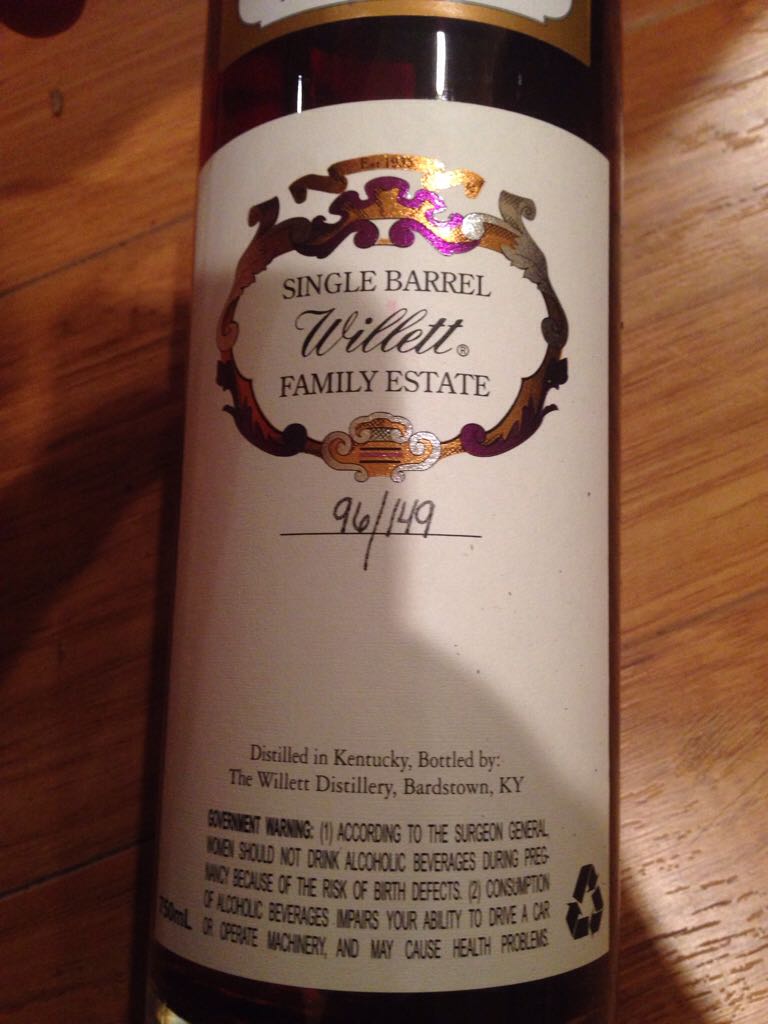 Est 1935
SINGLE BARREL
Willett®
FAMILY ESTATE
96/149
Distilled in Kentucky, Bottled by:
The Willett Distillery, Bardstown, KY
GOVERNMENT WARNING: (1) ACCORDING TO THE SURGEON GENERAL,
WOMEN SHOULD NOT DRINK ALCOHOLIC BEVERAGES DURING PREG-
NANCY BECAUSE OF THE RISK OF BIRTH DEFECTS. (2) CONSUMPTION
OF ALCOHOLIC BEVERAGES IMPAIRS YOUR ABILITY TO DRIVE A CAR
OR OPERATE MACHINERY, AND MAY CAUSE HEALTH PROBLEMS.
750mL